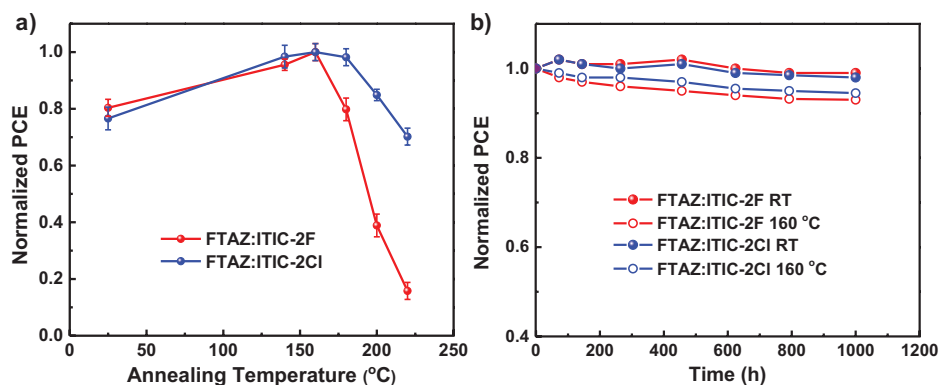 a)
Normalized PCE
1.0
0.8
0.6
0.4
0.2
0.0
FTAZ:ITIC-2F
FTAZ:ITIC-2Cl
0
50
100
150
200
250
Annealing Temperature (°C)
b)
Normalized PCE
1.0
0.8
0.6
0.4
FTAZ:ITIC-2F RT
FTAZ:ITIC-2F 160 °C
FTAZ:ITIC-2Cl RT
FTAZ:ITIC-2Cl 160 °C
0
200
400
600
800
1000
1200
Time (h)